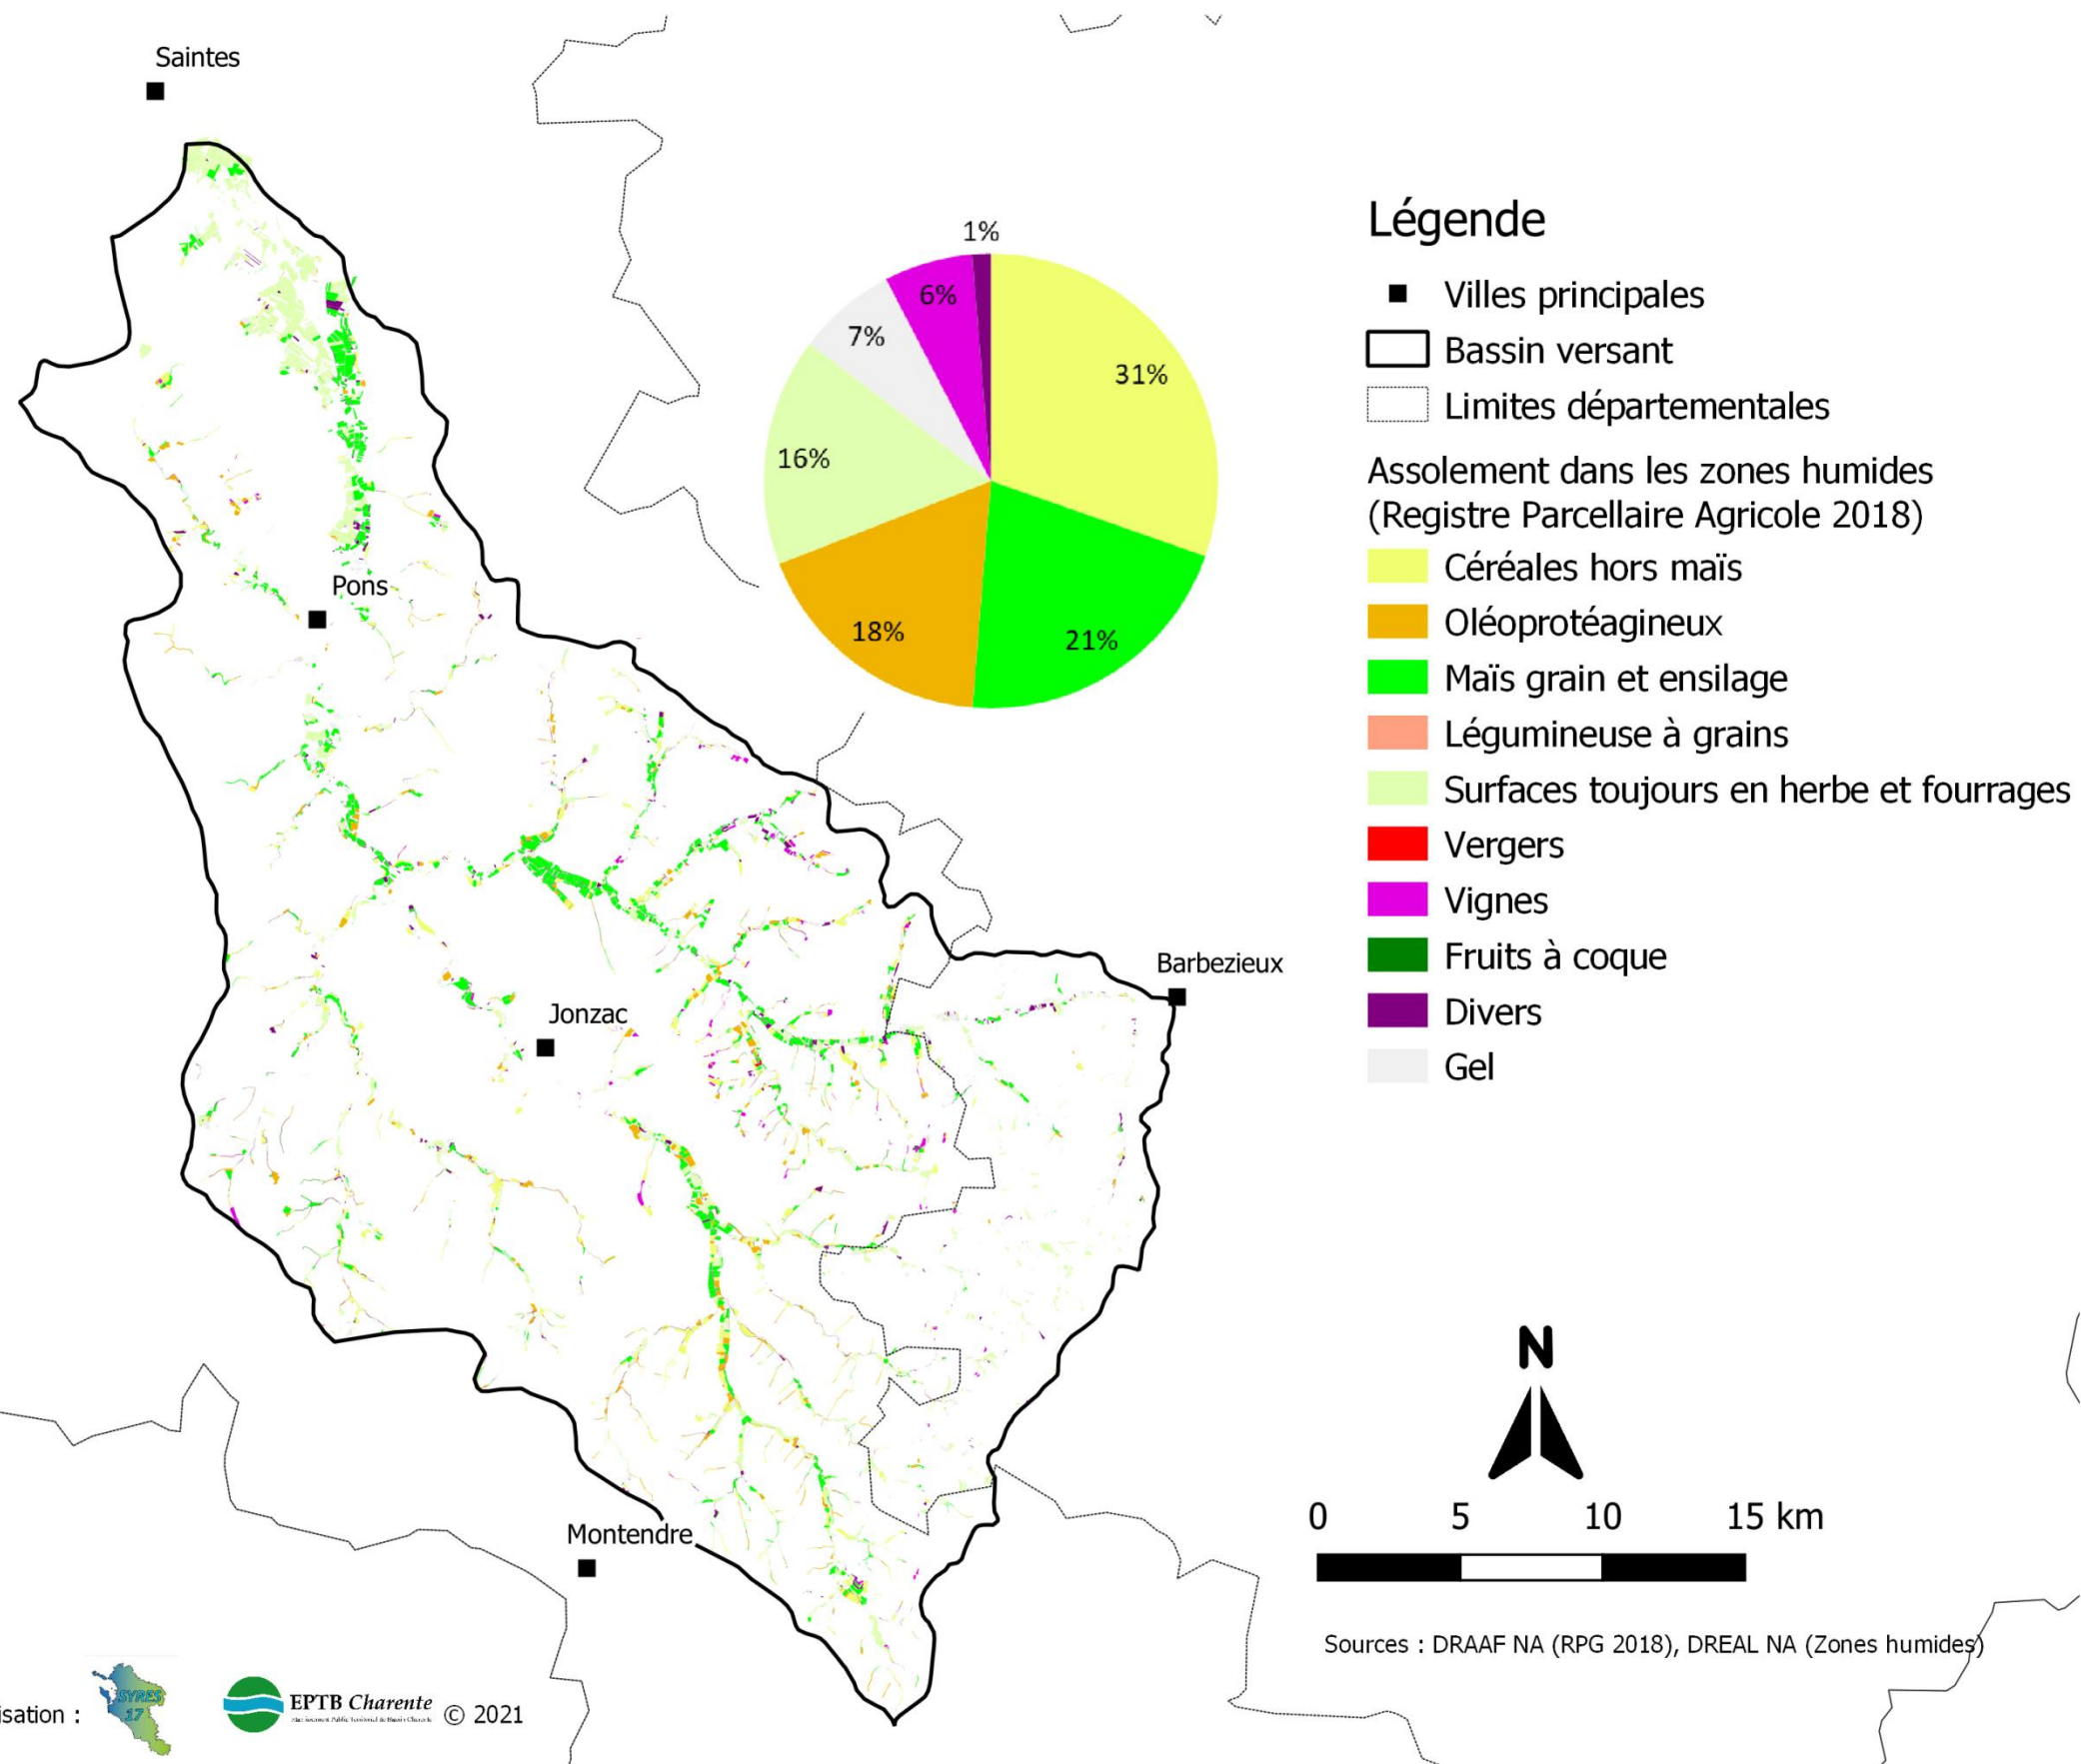 Saintes
1%
6%
7%
31%
16%
18%
21%
Pons
Barbezieux
Jonzac
Montendre
Légende
Villes principales
Bassin versant
Limites départementales
Assolement dans les zones humides
(Registre Parcellaire Agricole 2018)
Céréales hors maïs
Oléoprotéagineux
Maïs grain et ensilage
Légumineuse à grains
Surfaces toujours en herbe et fourrages
Vergers
Vignes
Fruits à coque
Divers
Gel
N
0 5 10 15 km
Sources : DRAAF NA (RPG 2018), DREAL NA (Zones humides)
isation :
SYRES
17
EPTB Charente
© 2021